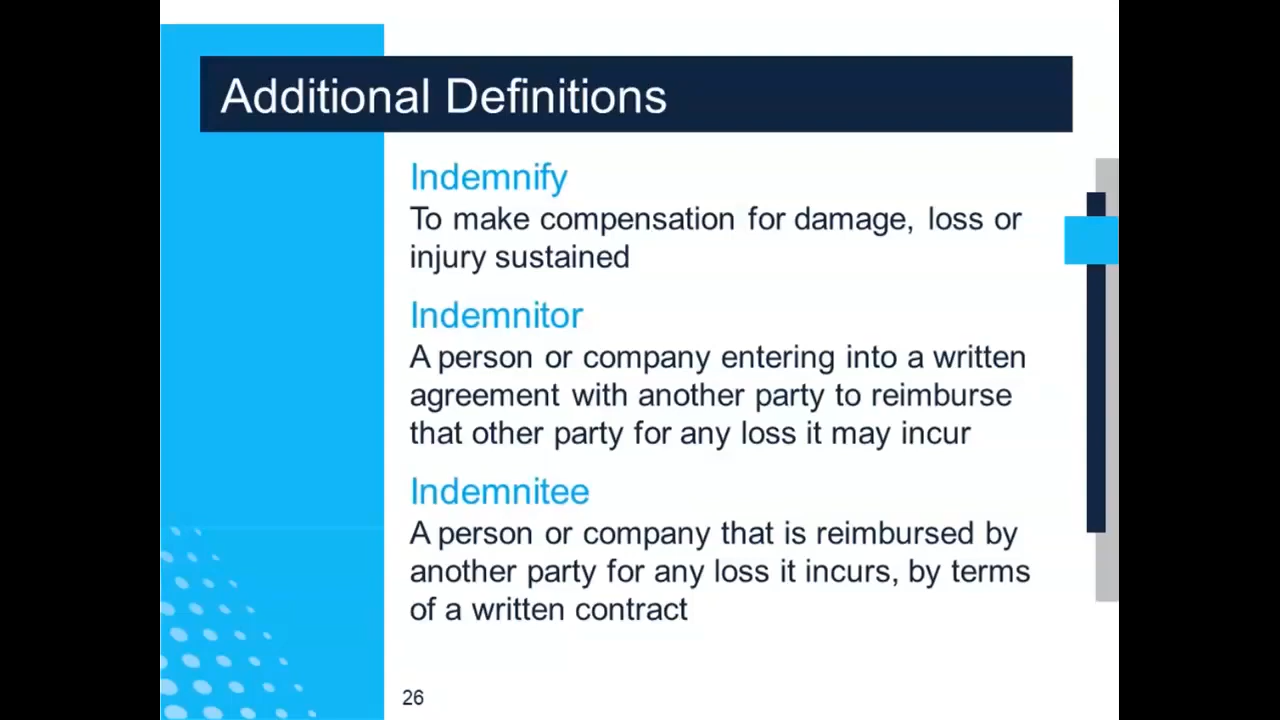 Additional Definitions
Indemnify
To make compensation for damage, loss or
injury sustained
Indemnitor
A person or company entering into a written
agreement with another party to reimburse
that other party for any loss it may incur
Indemnitee
A person or company that is reimbursed by
another party for any loss it incurs, by terms
of a written contract
26